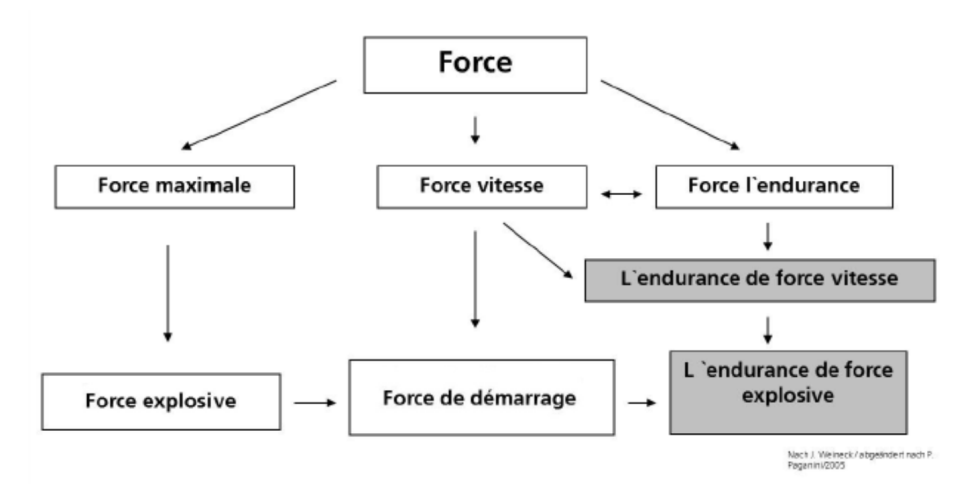 Force
Force maximale
Force vitesse
Force l`endurance
L`endurance de force vitesse
Force explosive
Force de démarrage
L `endurance de force
explosive
Nach J. Weineck / abgeändert nach P.
Paganini/2005